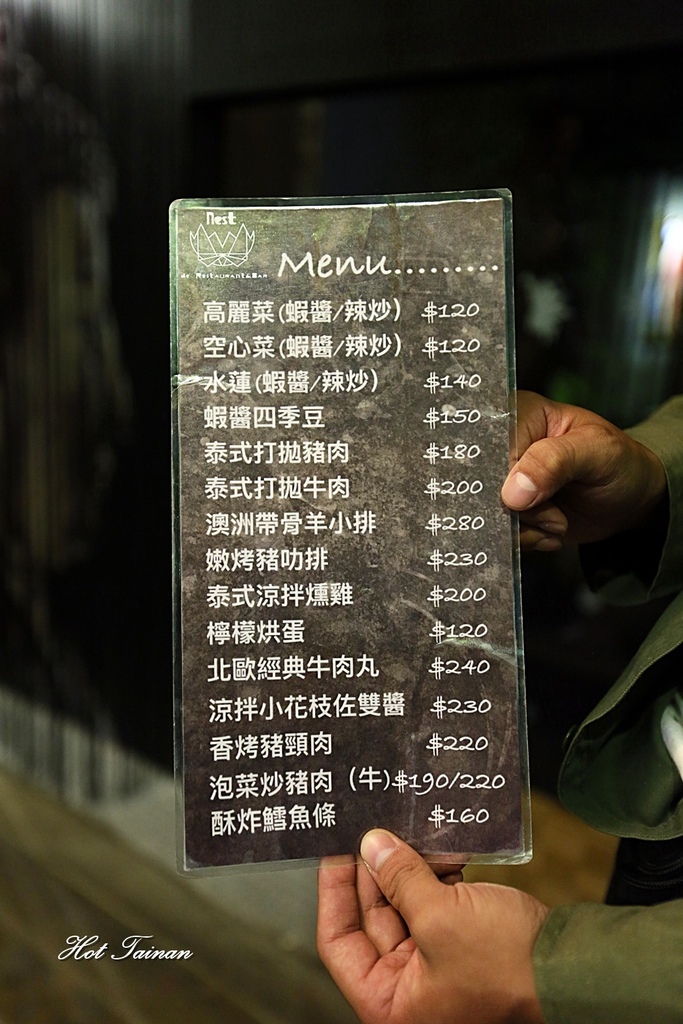 Nest
Restaurant & Bar
Menu.........
高麗菜(蝦醬/辣炒) $120
空心菜(蝦醬/辣炒) $120
水蓮(蝦醬/辣炒) $140
蝦醬四季豆 $150
泰式打拋豬肉 $180
泰式打拋牛肉 $200
澳洲帶骨羊小排 $280
嫩烤豬肋排 $230
泰式涼拌燻雞 $200
檸檬烘蛋 $120
北歐經典牛肉丸 $240
涼拌小花枝佐雙醬 $230
香烤豬頸肉 $220
泡菜炒豬肉 (牛)$190/220
酥炸鱈魚條 $160
Hot Tainan